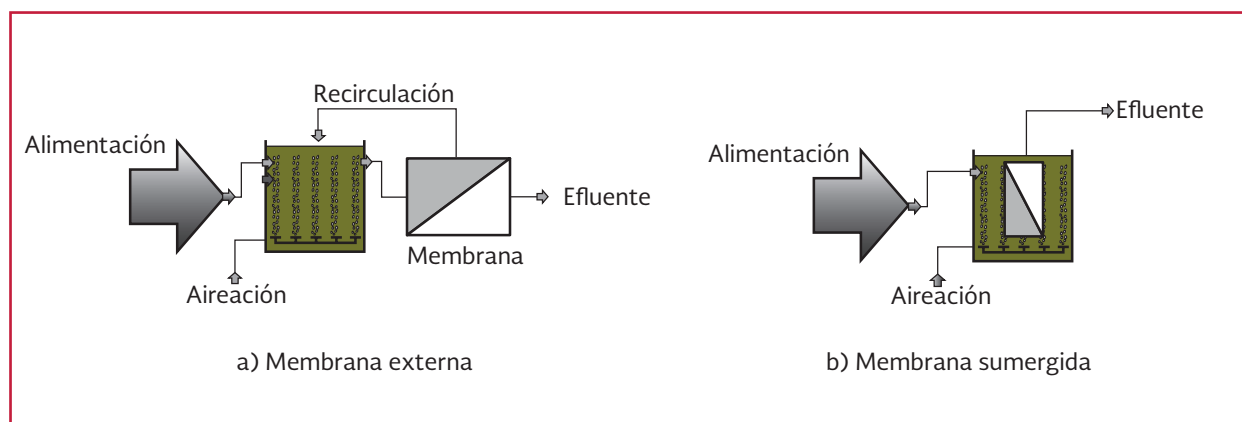 Recirculación
Alimentación
Efluente
Membrana
Aireación
a) Membrana externa
Efluente
Alimentación
Aireación
b) Membrana sumergida